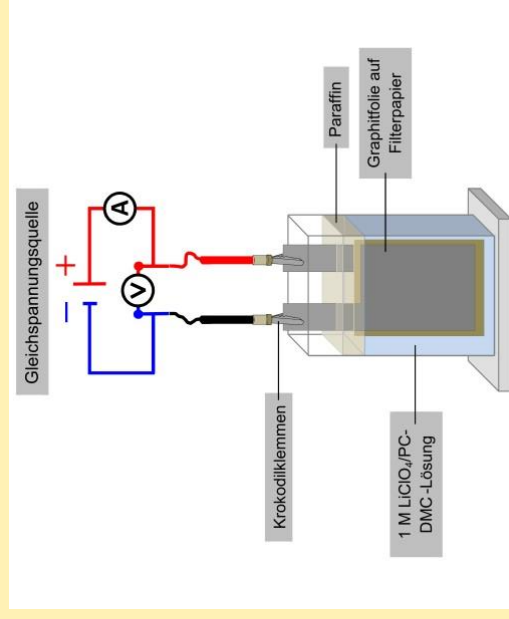 Gleichspannungsquelle
− +
A
V
Krokodilklemmen
Paraffin
Graphitfolie auf
Filterpapier
1 M LiClO₄/PC-
DMC-Lösung